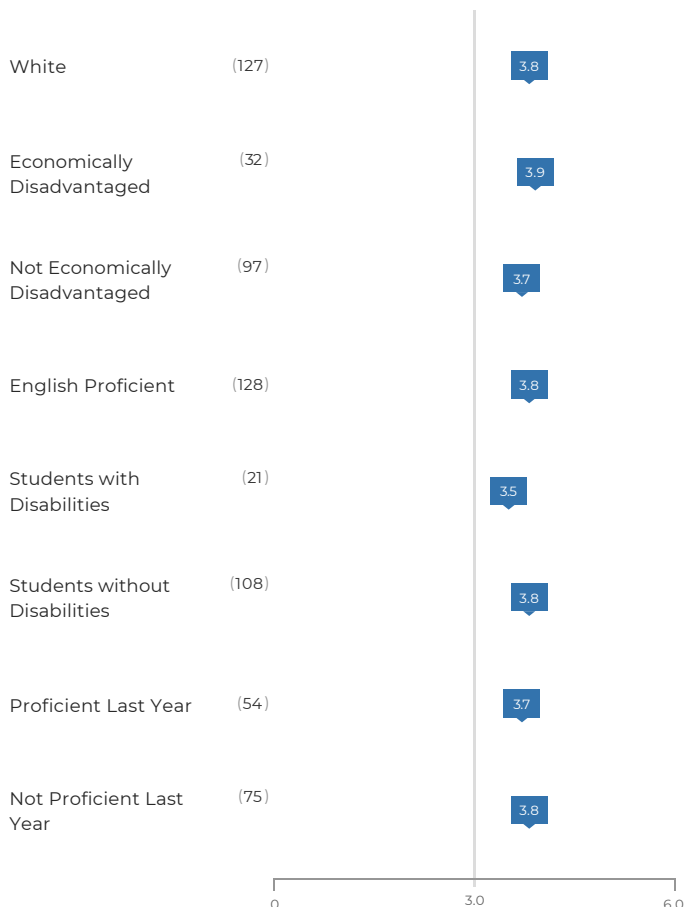 White (127) 3.8
Economically (32) 3.9
Disadvantaged
Not Economically (97) 3.7
Disadvantaged
English Proficient (128) 3.8
Students with (21) 3.5
Disabilities
Students without (108) 3.8
Disabilities
Proficient Last Year (54) 3.7
Not Proficient Last (75) 3.8
Year
0 3.0 6.0